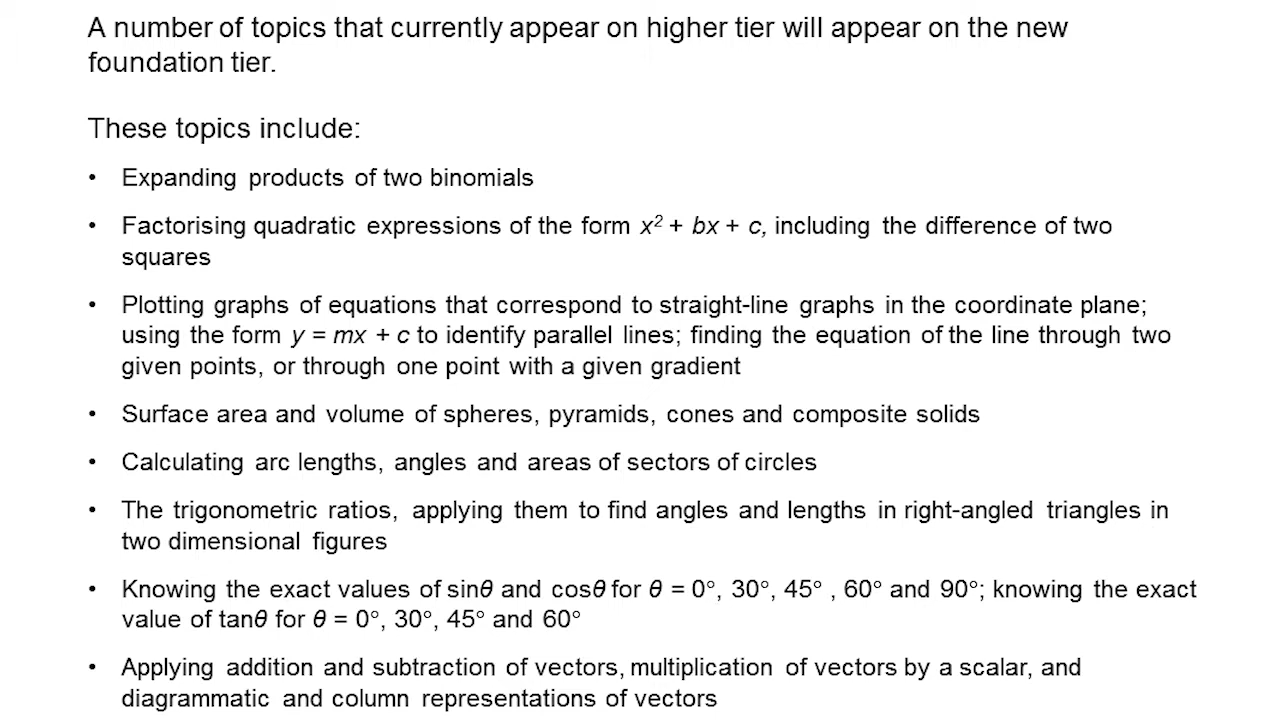 A number of topics that currently appear on higher tier will appear on the new
foundation tier.
These topics include:
• Expanding products of two binomials
• Factorising quadratic expressions of the form x² + bx + c, including the difference of two
squares
• Plotting graphs of equations that correspond to straight-line graphs in the coordinate plane;
using the form y = mx + c to identify parallel lines; finding the equation of the line through two
given points, or through one point with a given gradient
• Surface area and volume of spheres, pyramids, cones and composite solids
• Calculating arc lengths, angles and areas of sectors of circles
• The trigonometric ratios, applying them to find angles and lengths in right-angled triangles in
two dimensional figures
• Knowing the exact values of sinθ and cosθ for θ = 0°, 30°, 45° , 60° and 90°; knowing the exact
value of tanθ for θ = 0°, 30°, 45° and 60°
• Applying addition and subtraction of vectors, multiplication of vectors by a scalar, and
diagrammatic and column representations of vectors